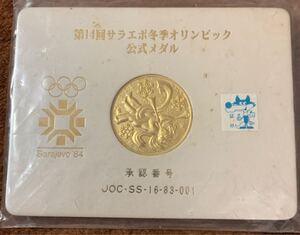 第14回サラエボ冬季オリンピック
公式メダル
Sarajevo '84
承認番号
JOC-SS-16-83-001